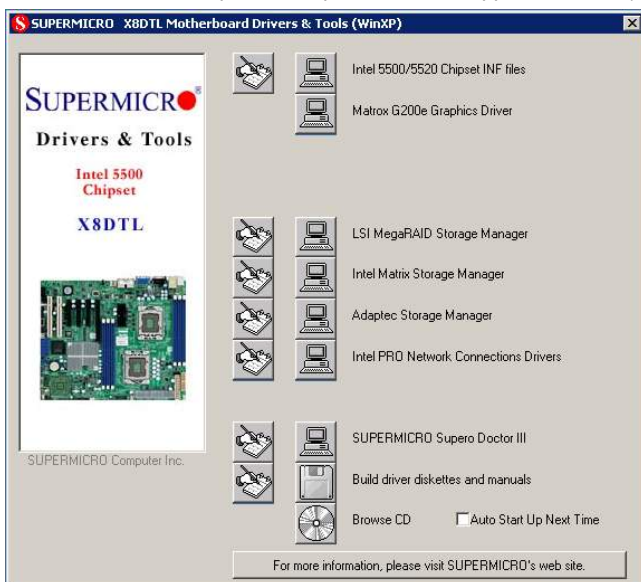 SUPERMICRO X8DTL Motherboard Drivers & Tools (WinXP)
SUPERMICRO®
Drivers & Tools
Intel 5500
Chipset
X8DTL
SUPERMICRO Computer Inc.
Intel 5500/5520 Chipset INF files
Matrox G200e Graphics Driver
LSI MegaRAID Storage Manager
Intel Matrix Storage Manager
Adaptec Storage Manager
Intel PRO Network Connections Drivers
SUPERMICRO Supero Doctor III
Build driver diskettes and manuals
Browse CD Auto Start Up Next Time
For more information, please visit SUPERMICRO's web site.